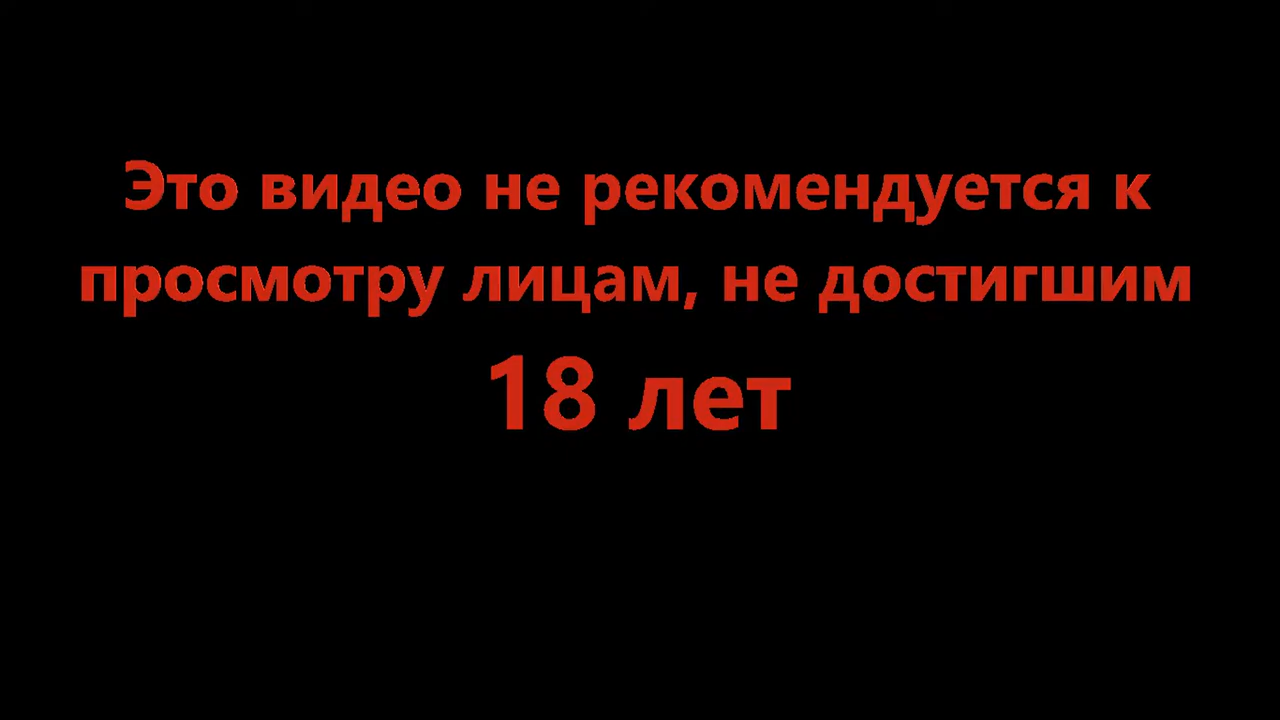 Это видео не рекомендуется к
просмотру лицам, не достигшим
18 лет